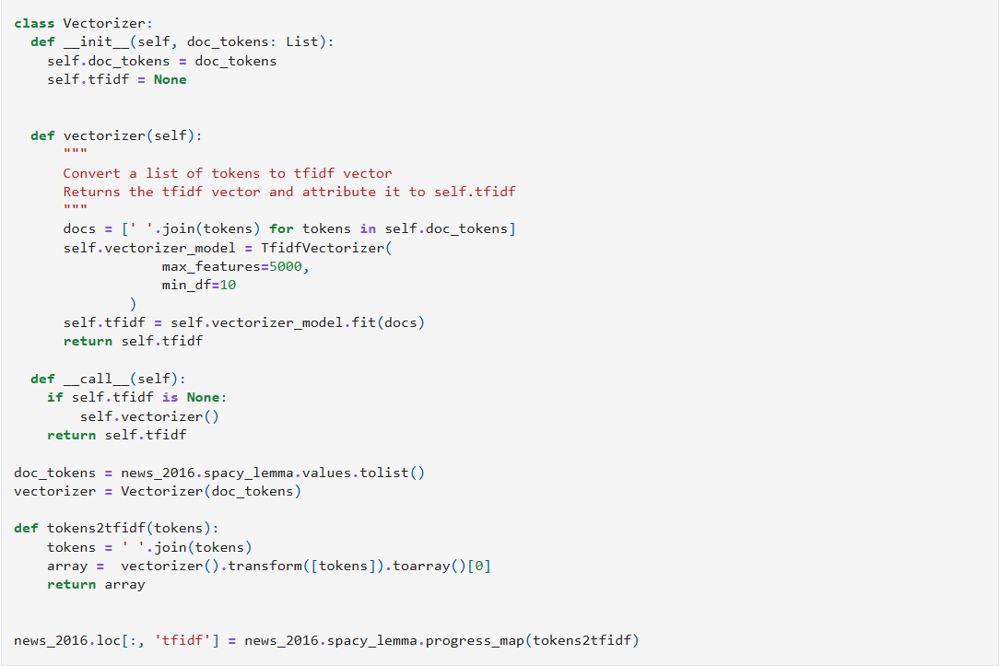 class Vectorizer:
  def __init__(self, doc_tokens: List):
    self.doc_tokens = doc_tokens
    self.tfidf = None

  def vectorizer(self):
      """
      Convert a list of tokens to tfidf vector
      Returns the tfidf vector and attribute it to self.tfidf
      """
      docs = [' '.join(tokens) for tokens in self.doc_tokens]
      self.vectorizer_model = TfidfVectorizer(
                  max_features=5000,
                  min_df=10
              )
      self.tfidf = self.vectorizer_model.fit(docs)
      return self.tfidf

  def __call__(self):
    if self.tfidf is None:
        self.vectorizer()
    return self.tfidf

doc_tokens = news_2016.spacy_lemma.values.tolist()
vectorizer = Vectorizer(doc_tokens)

def tokens2tfidf(tokens):
    tokens = ' '.join(tokens)
    array =  vectorizer().transform([tokens]).toarray()[0]
    return array

news_2016.loc[:, 'tfidf'] = news_2016.spacy_lemma.progress_map(tokens2tfidf)